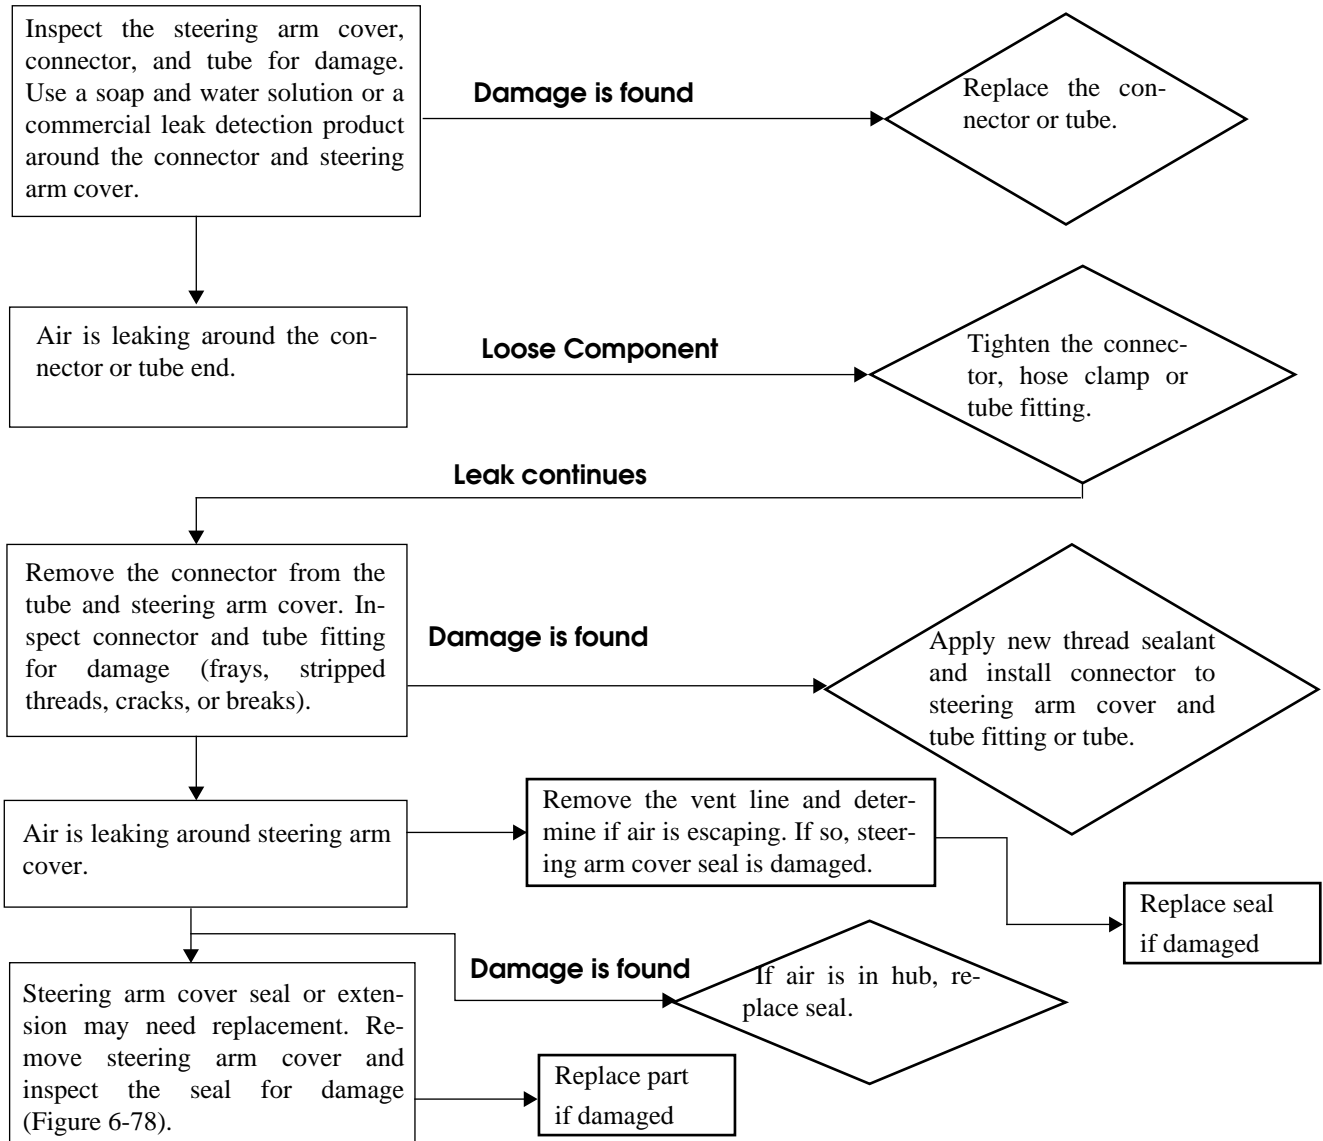 Inspect the steering arm cover,
connector, and tube for damage.
Use a soap and water solution or a
commercial leak detection product
around the connector and steering
arm cover.
Damage is found
Replace the con-
nector or tube.
Air is leaking around the con-
nector or tube end.
Loose Component
Tighten the connec-
tor, hose clamp or
tube fitting.
Leak continues
Remove the connector from the
tube and steering arm cover. In-
spect connector and tube fitting
for damage (frays, stripped
threads, cracks, or breaks).
Damage is found
Apply new thread sealant
and install connector to
steering arm cover and
tube fitting or tube.
Air is leaking around steering arm
cover.
Remove the vent line and deter-
mine if air is escaping. If so, steer-
ing arm cover seal is damaged.
Replace seal
if damaged
Damage is found
If air is in hub, re-
place seal.
Steering arm cover seal or exten-
sion may need replacement. Re-
move steering arm cover and
inspect the seal for damage
(Figure 6-78).
Replace part
if damaged